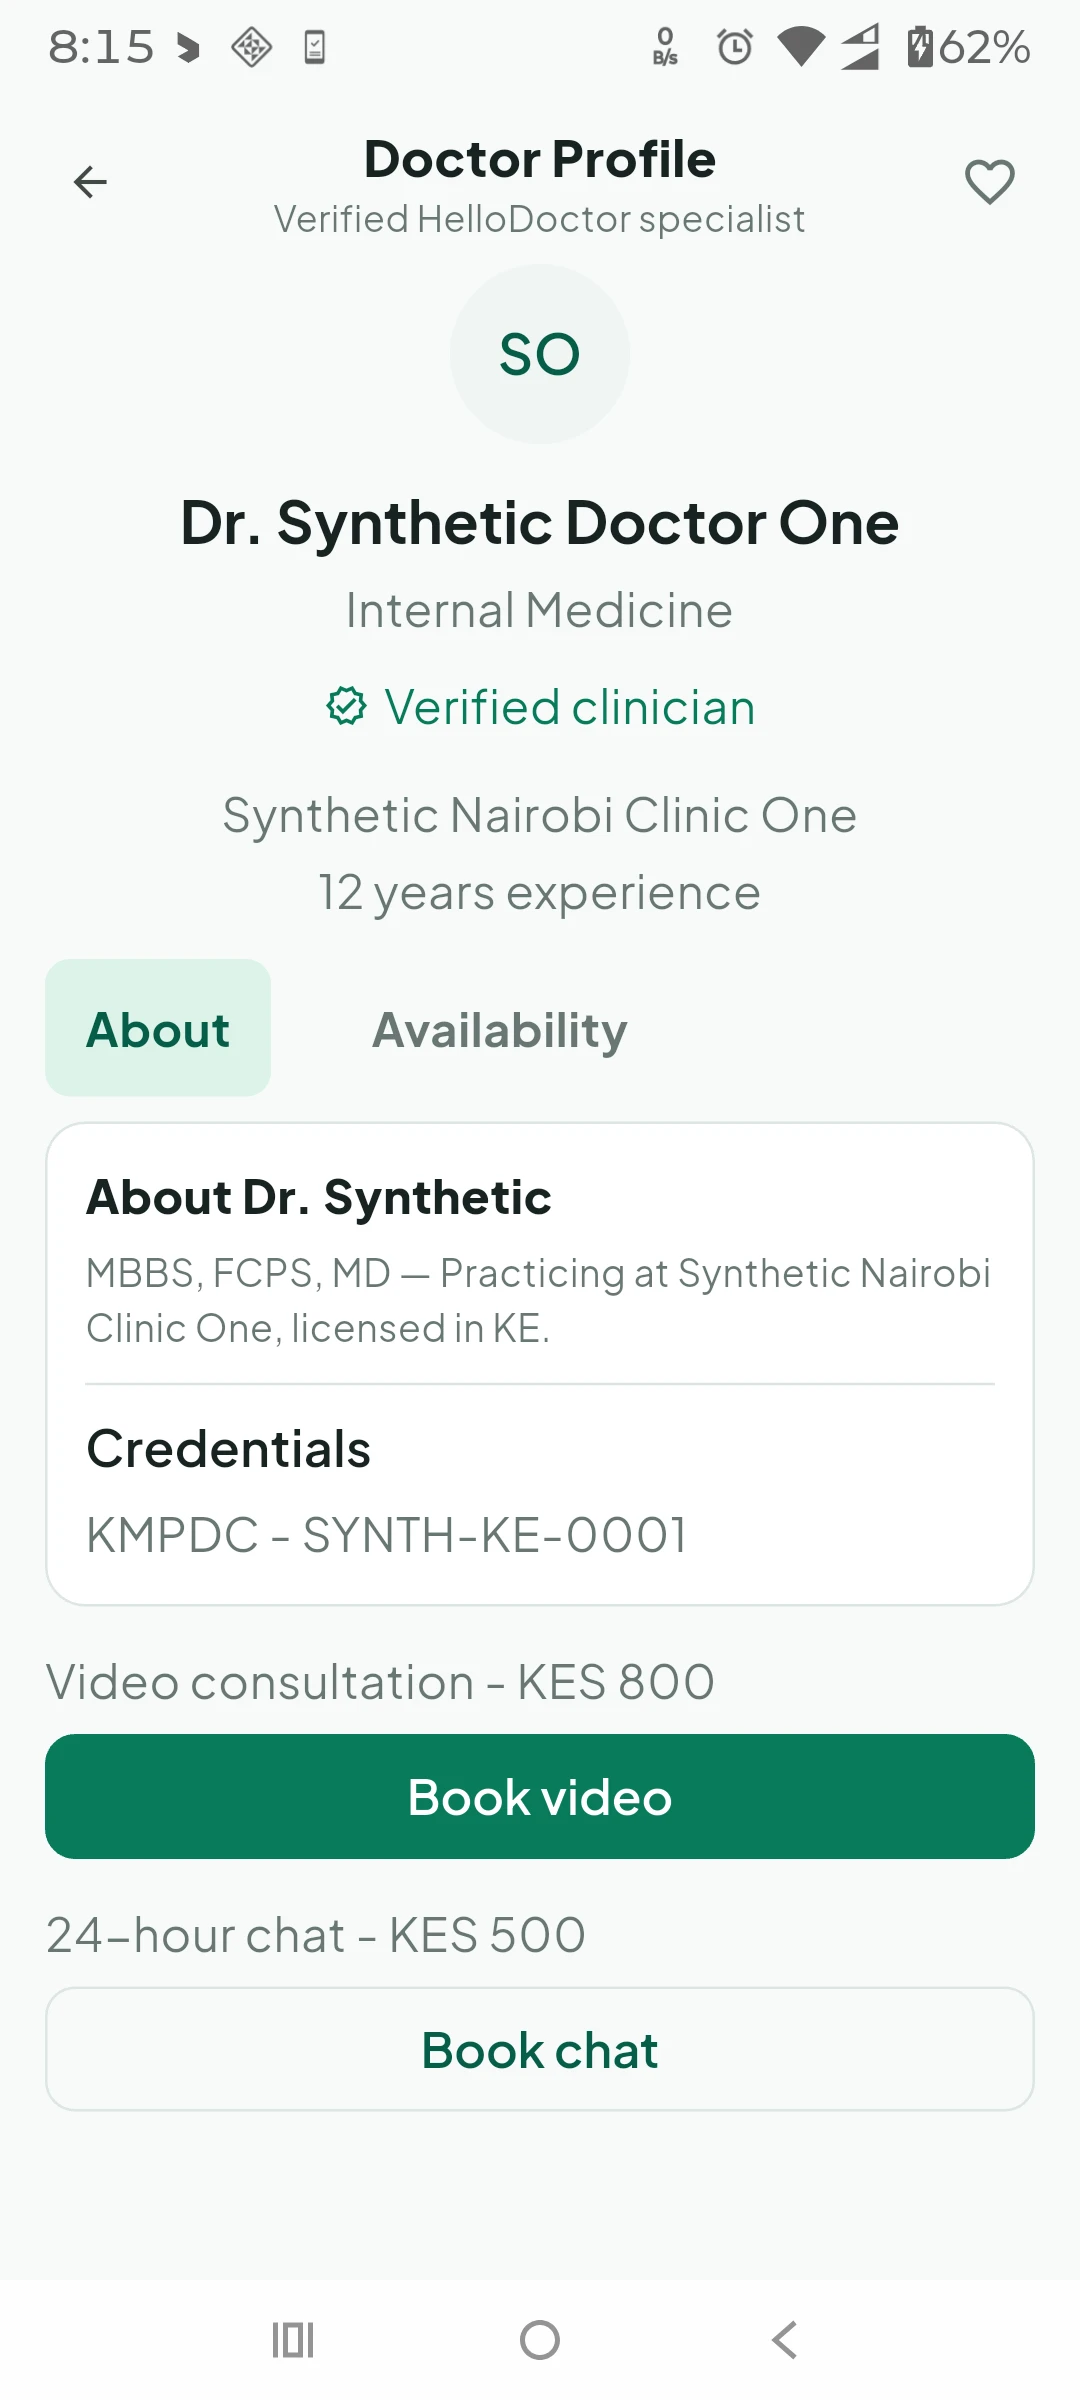 8:15
0
B/s
62%
Doctor Profile
Verified HelloDoctor specialist
SO
Dr. Synthetic Doctor One
Internal Medicine
Verified clinician
Synthetic Nairobi Clinic One
12 years experience
About
Availability
About Dr. Synthetic
MBBS, FCPS, MD — Practicing at Synthetic Nairobi
Clinic One, licensed in KE.
Credentials
KMPDC - SYNTH-KE-0001
Video consultation - KES 800
Book video
24–hour chat - KES 500
Book chat